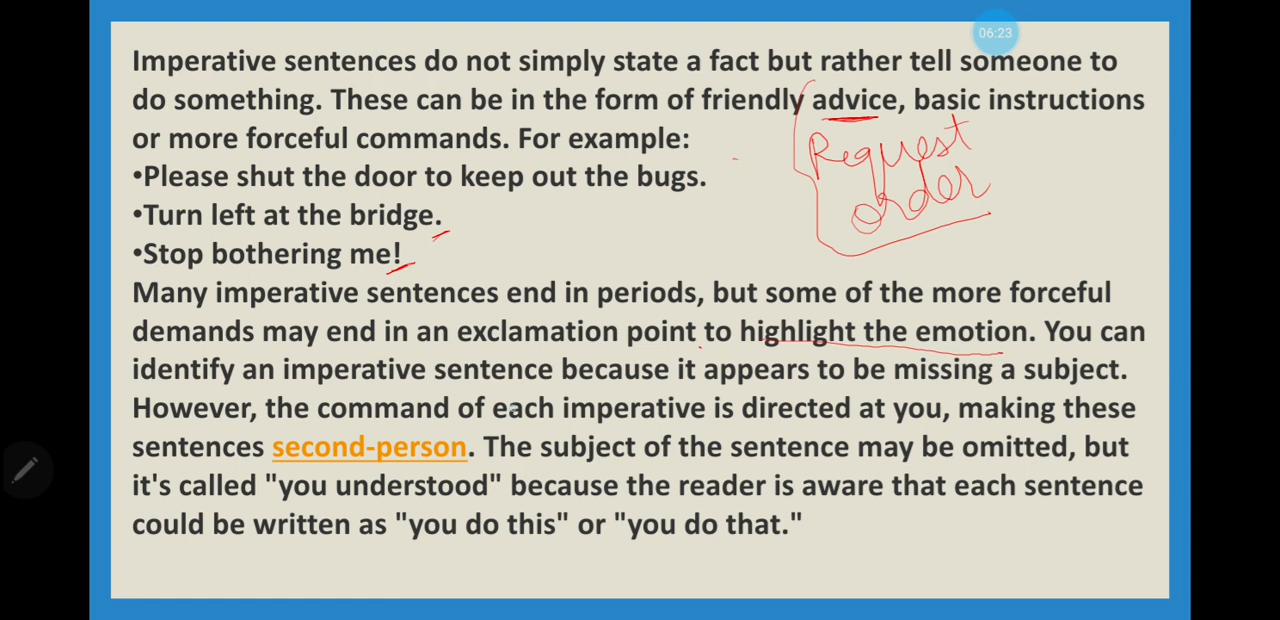 06:23
Imperative sentences do not simply state a fact but rather tell someone to
do something. These can be in the form of friendly advice, basic instructions
or more forceful commands. For example:
Request
order
•Please shut the door to keep out the bugs.
•Turn left at the bridge.
•Stop bothering me!
Many imperative sentences end in periods, but some of the more forceful
demands may end in an exclamation point to highlight the emotion. You can
identify an imperative sentence because it appears to be missing a subject.
However, the command of each imperative is directed at you, making these
sentences second-person. The subject of the sentence may be omitted, but
it's called "you understood" because the reader is aware that each sentence
could be written as "you do this" or "you do that."